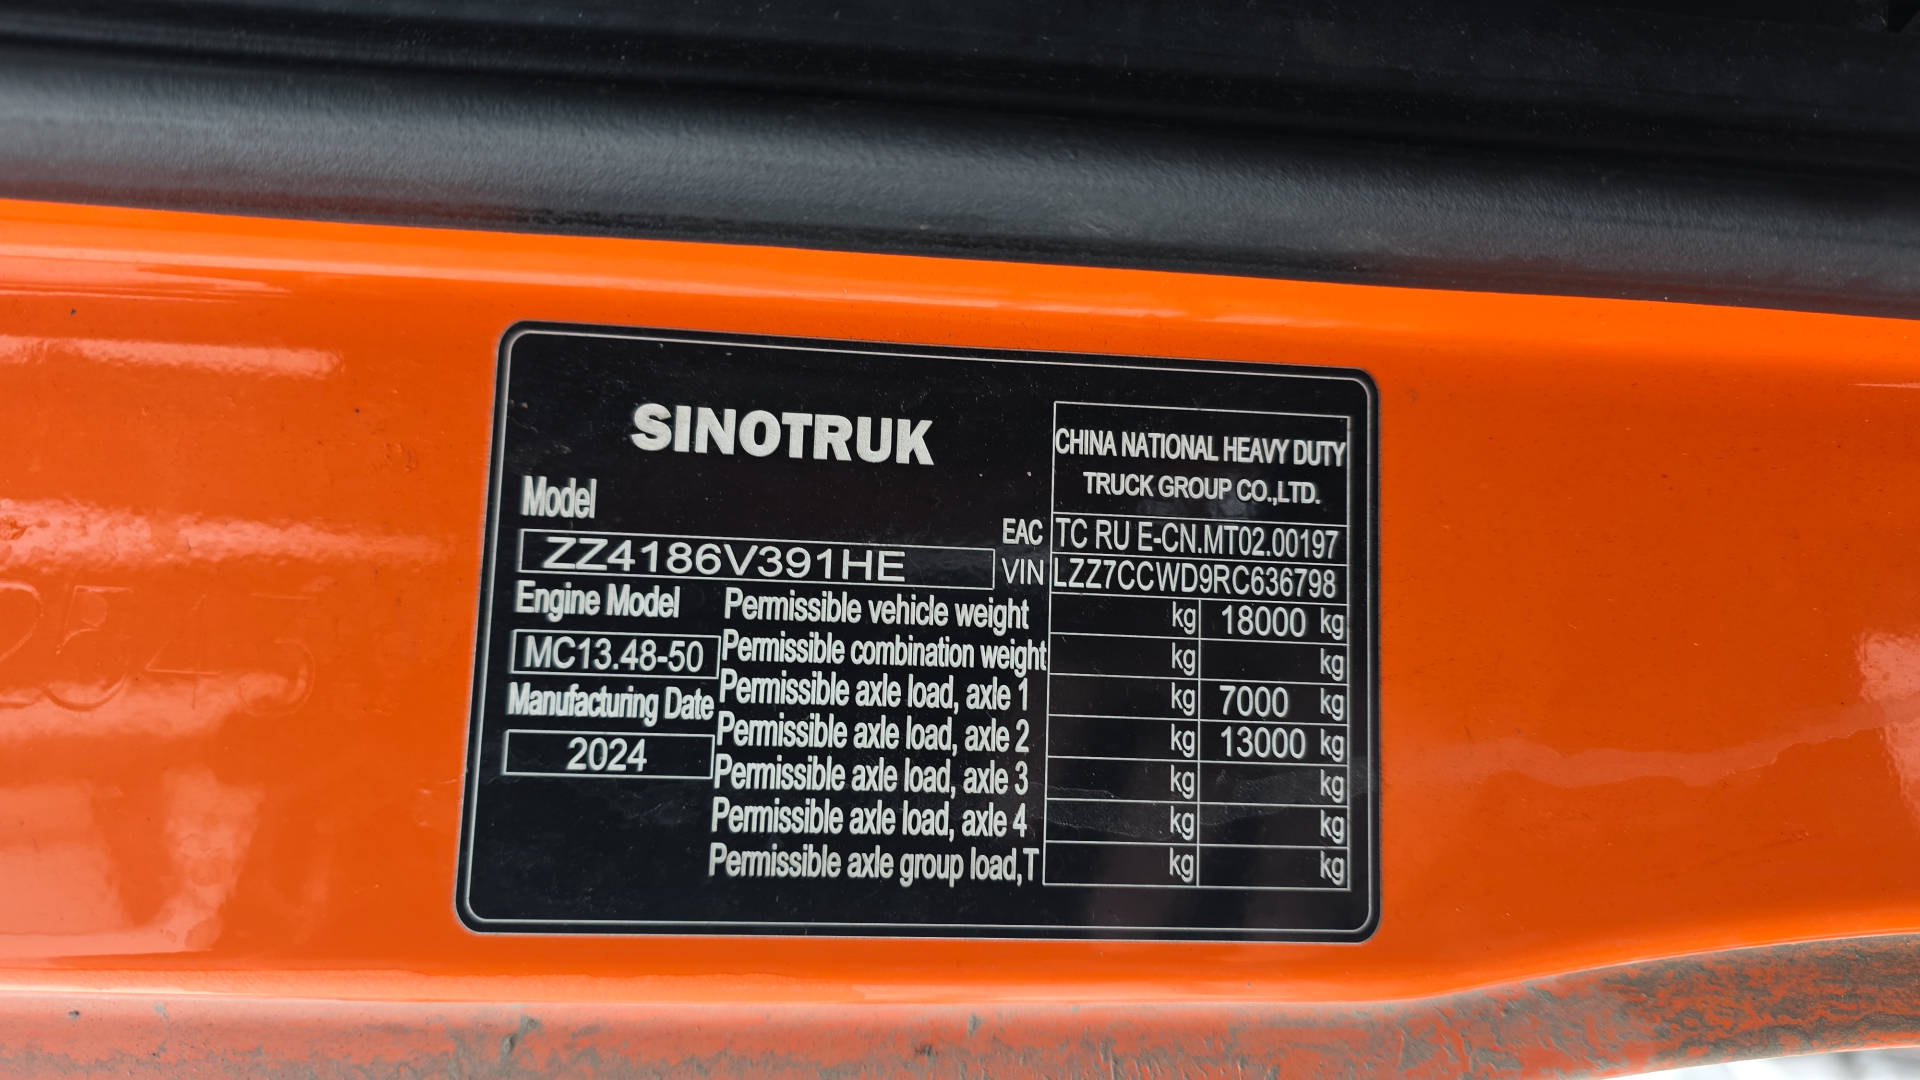 SINOTRUK
CHINA NATIONAL HEAVY DUTY
TRUCK GROUP CO.,LTD.
Model
ZZ4186V391HE
EAC TC RU E-CN.MT02.00197
VIN LZZ7CCWD9RC636798
Engine Model
MC13.48-50
Manufacturing Date
2024
Permissible vehicle weight kg 18000 kg
Permissible combination weight kg kg
Permissible axle load, axle 1 kg 7000 kg
Permissible axle load, axle 2 kg 13000 kg
Permissible axle load, axle 3 kg kg
Permissible axle load, axle 4 kg kg
Permissible axle group load,T kg kg